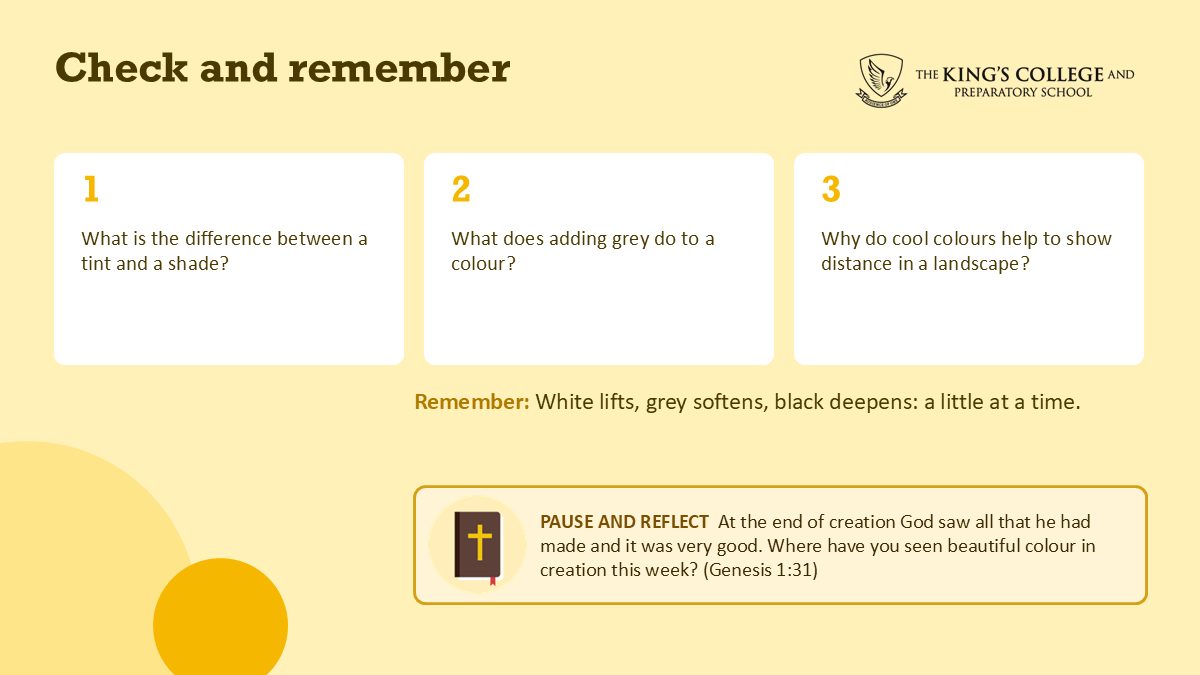 Check and remember
THE KING'S COLLEGE AND
PREPARATORY SCHOOL
1
What is the difference between a
tint and a shade?
2
What does adding grey do to a
colour?
3
Why do cool colours help to show
distance in a landscape?
Remember: White lifts, grey softens, black deepens: a little at a time.
PAUSE AND REFLECT At the end of creation God saw all that he had
made and it was very good. Where have you seen beautiful colour in
creation this week? (Genesis 1:31)